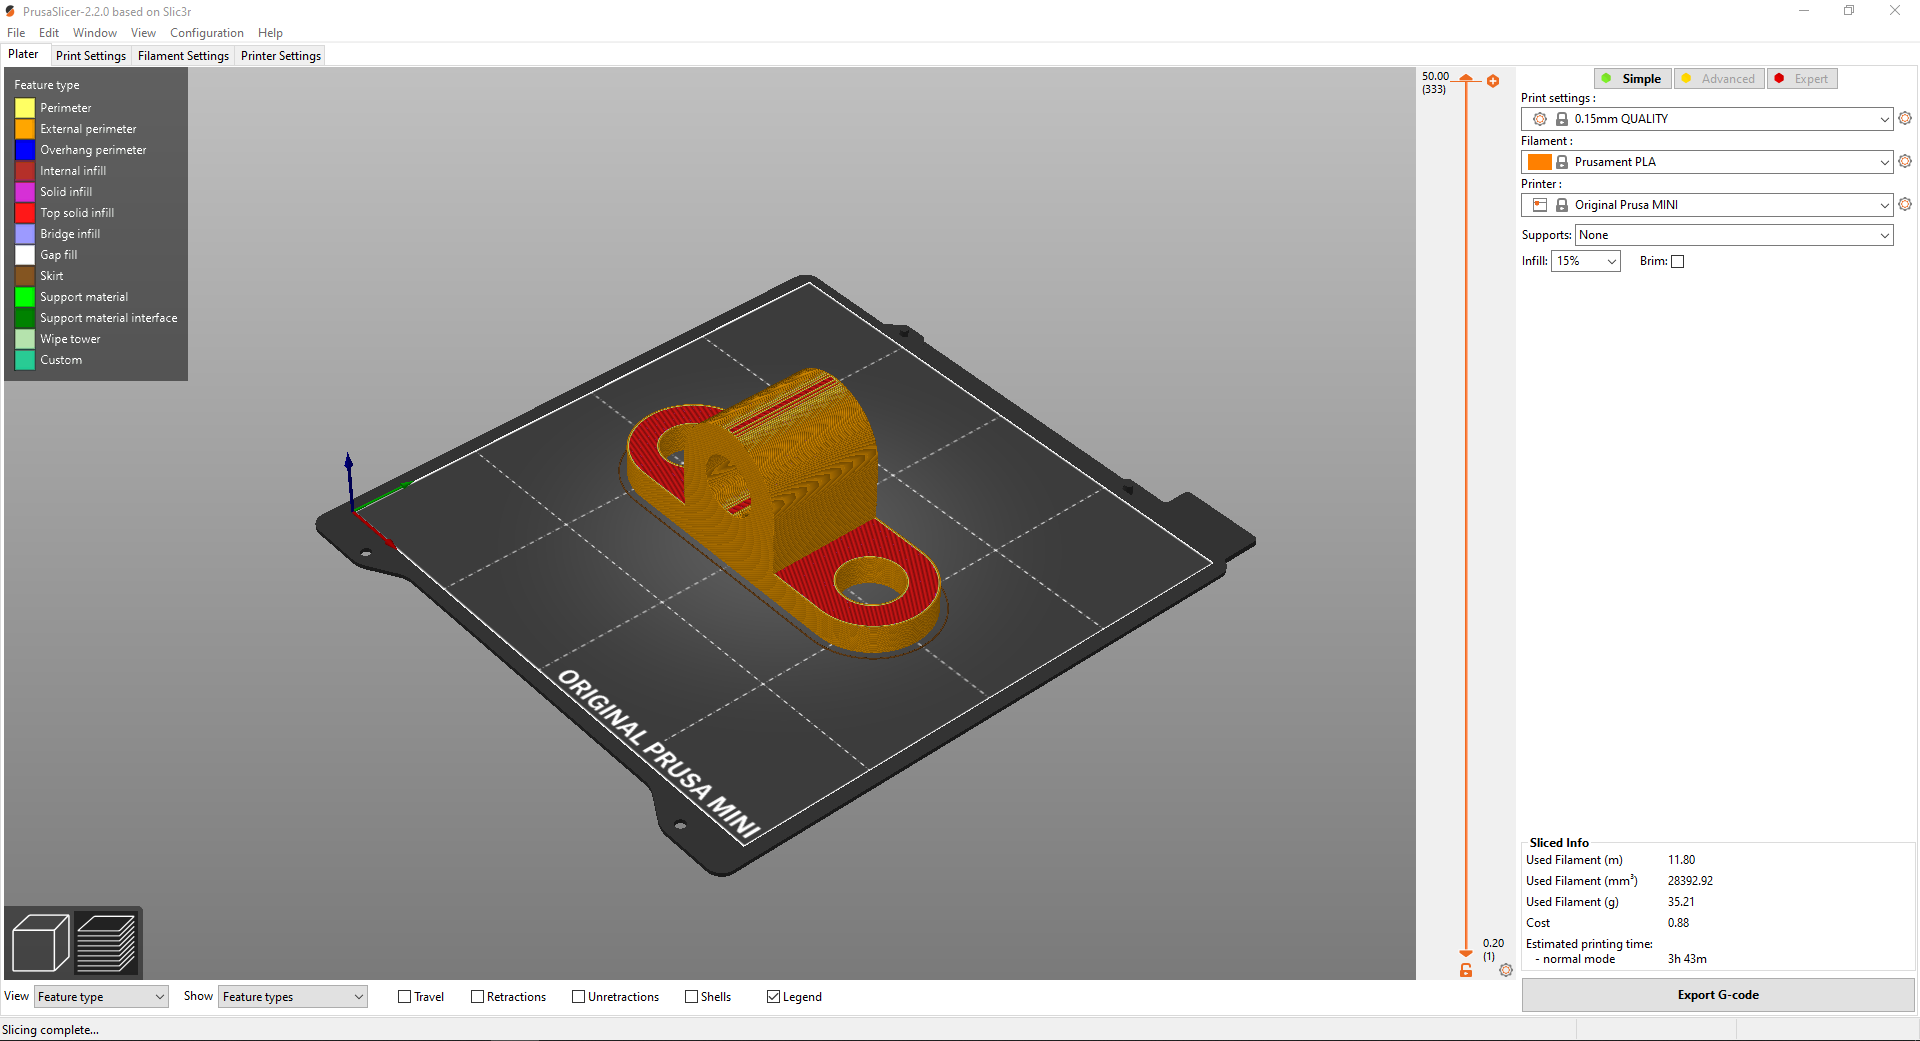 PrusaSlicer-2.2.0 based on Slic3r
File Edit Window View Configuration Help
Plater Print Settings Filament Settings Printer Settings
Feature type
Perimeter
External perimeter
Overhang perimeter
Internal infill
Solid infill
Top solid infill
Bridge infill
Gap fill
Skirt
Support material
Support material interface
Wipe tower
Custom
ORIGINAL PRUSA MINI
50.00
(333)
0.20
(1)
Simple Advanced Expert
Print settings :
0.15mm QUALITY
Filament :
Prusament PLA
Printer :
Original Prusa MINI
Supports: None
Infill: 15% Brim:
Sliced Info
Used Filament (m) 11.80
Used Filament (mm³) 28392.92
Used Filament (g) 35.21
Cost 0.88
Estimated printing time:
- normal mode 3h 43m
Export G-code
View Feature type Show Feature types Travel Retractions Unretractions Shells Legend
Slicing complete...